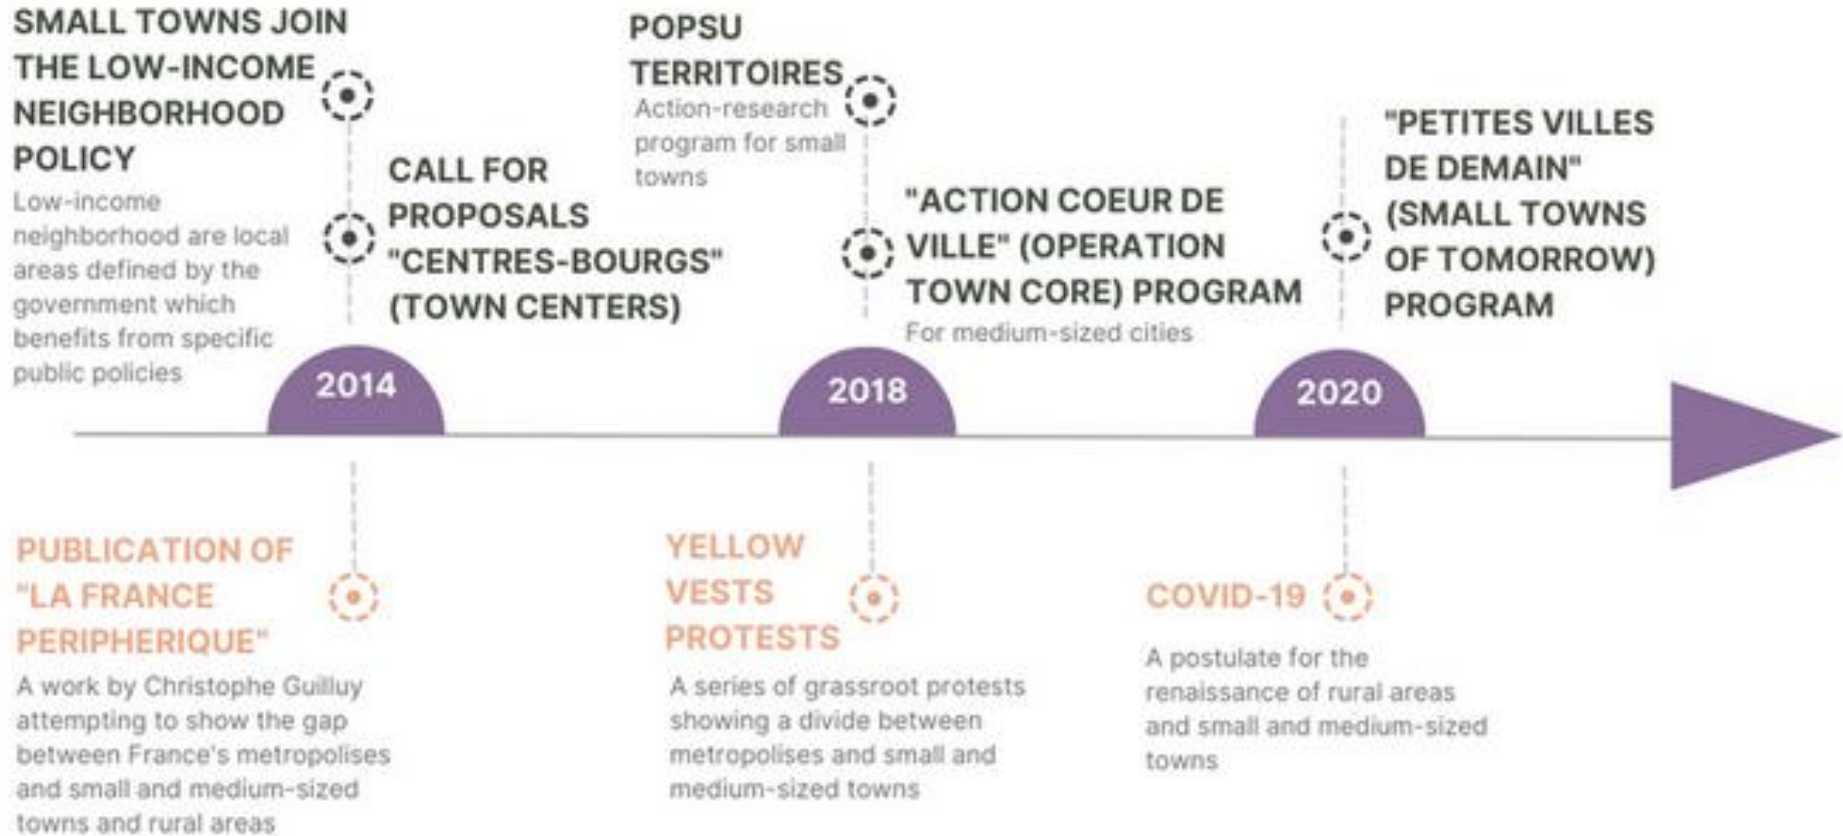 SMALL TOWNS JOIN
THE LOW-INCOME
NEIGHBORHOOD
POLICY
Low-income
neighborhood are local
areas defined by the
government which
benefits from specific
public policies
CALL FOR
PROPOSALS
"CENTRES-BOURGS"
(TOWN CENTERS)
POPSU
TERRITOIRES
Action-research
program for small
towns
"ACTION COEUR DE
VILLE" (OPERATION
TOWN CORE) PROGRAM
For medium-sized cities
"PETITES VILLES
DE DEMAIN"
(SMALL TOWNS
OF TOMORROW)
PROGRAM
2014
2018
2020
PUBLICATION OF
"LA FRANCE
PERIPHERIQUE"
A work by Christophe Guilluy
attempting to show the gap
between France's metropolises
and small and medium-sized
towns and rural areas
YELLOW
VESTS
PROTESTS
A series of grassroot protests
showing a divide between
metropolises and small and
medium-sized towns
COVID-19
A postulate for the
renaissance of rural areas
and small and medium-sized
towns